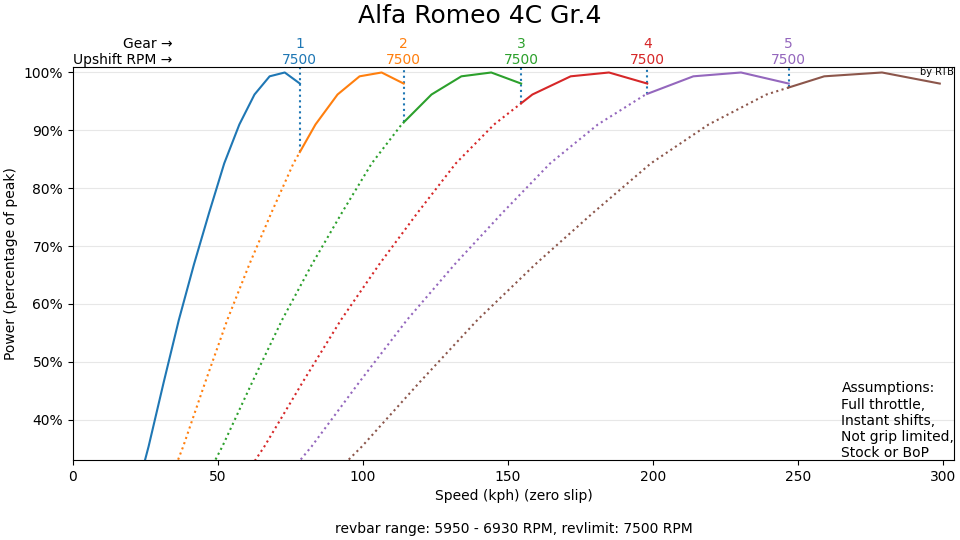 Alfa Romeo 4C Gr.4
Gear → 1 2 3 4 5
Upshift RPM → 7500 7500 7500 7500 7500
by RTB
100%
90%
80%
70%
60%
50%
40%
Power (percentage of peak)
Assumptions:
Full throttle,
Instant shifts,
Not grip limited,
Stock or BoP
0 50 100 150 200 250 300
Speed (kph) (zero slip)
revbar range: 5950 - 6930 RPM, revlimit: 7500 RPM